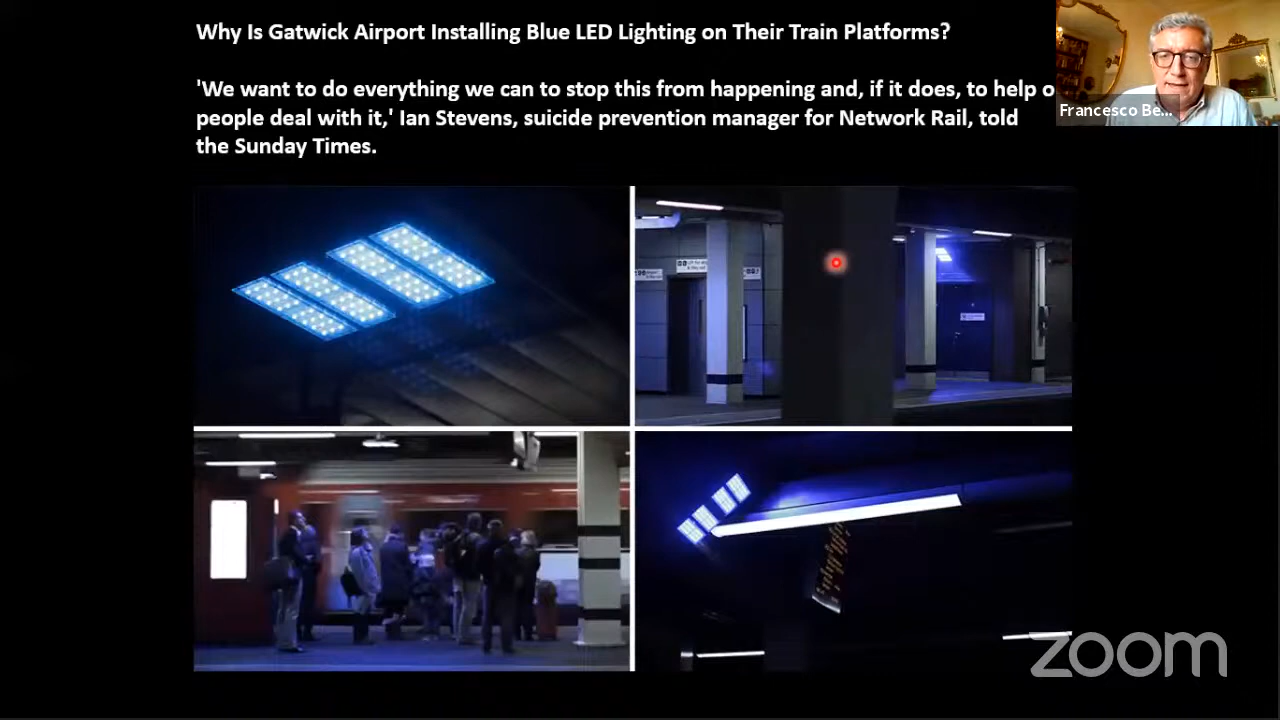 Why Is Gatwick Airport Installing Blue LED Lighting on Their Train Platforms?
'We want to do everything we can to stop this from happening and, if it does, to help o
people deal with it,' Ian Stevens, suicide prevention manager for Network Rail, told
the Sunday Times.
Francesco Be...
zoom